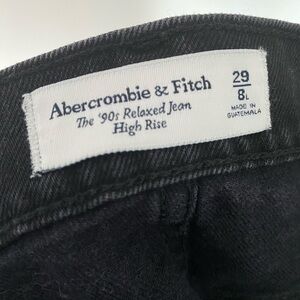 Abercrombie & Fitch
The '90s Relaxed Jean
High Rise
29
8L
MADE IN
GUATEMALA